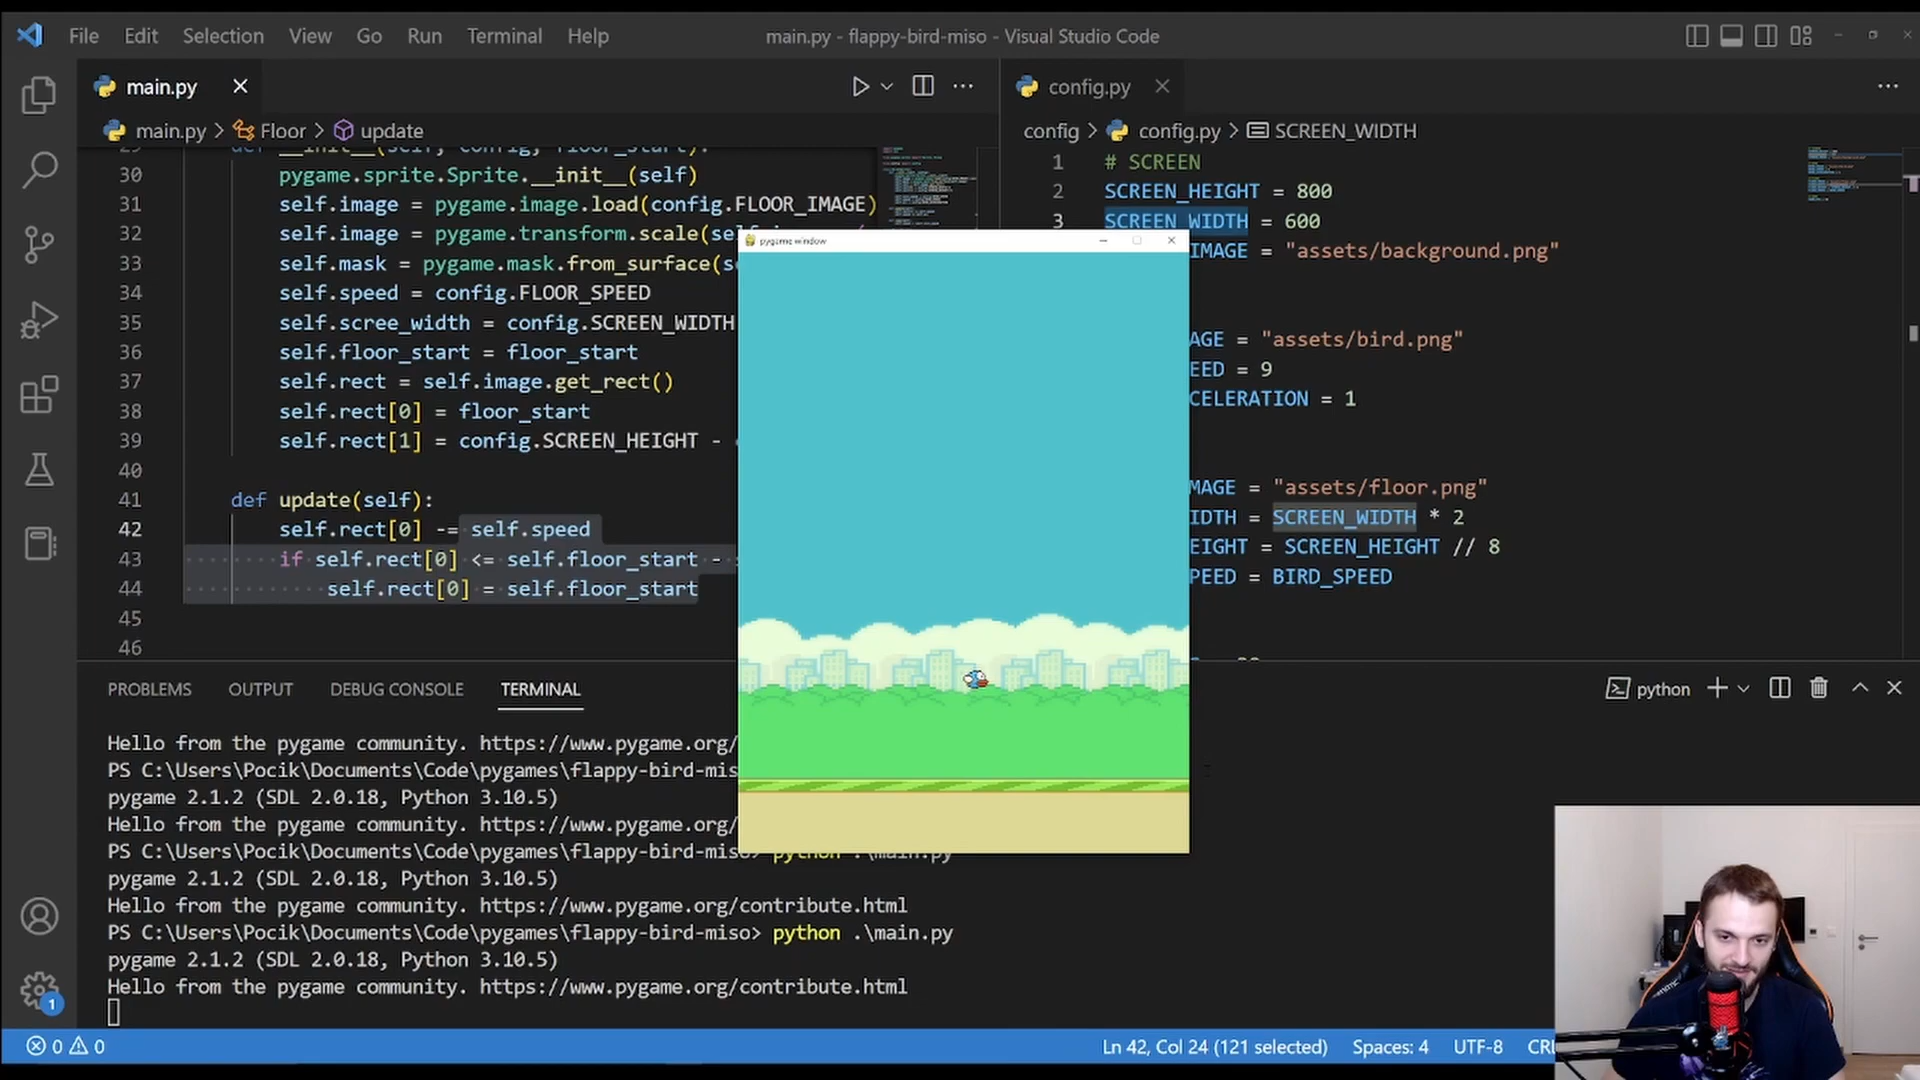 File Edit Selection View Go Run Terminal Help
main.py - flappy-bird-miso - Visual Studio Code
main.py
main.py > Floor > update
30 pygame.sprite.Sprite.__init__(self)
31 self.image = pygame.image.load(config.FLOOR_IMAGE)
32 self.image = pygame.transform.scale(
33 self.mask = pygame.mask.from_surface(
34 self.speed = config.FLOOR_SPEED
35 self.scree_width = config.SCREEN_WIDTH
36 self.floor_start = floor_start
37 self.rect = self.image.get_rect()
38 self.rect[0] = floor_start
39 self.rect[1] = config.SCREEN_HEIGHT -
40
41 def update(self):
42 self.rect[0] -= self.speed
43 if self.rect[0] <= self.floor_start -
44 self.rect[0] = self.floor_start
45
46
config.py
config > config.py > SCREEN_WIDTH
1 # SCREEN
2 SCREEN_HEIGHT = 800
3 SCREEN_WIDTH = 600
IMAGE = "assets/background.png"
AGE = "assets/bird.png"
EED = 9
CELERATION = 1
MAGE = "assets/floor.png"
IDTH = SCREEN_WIDTH * 2
EIGHT = SCREEN_HEIGHT // 8
PEED = BIRD_SPEED
pygame window
PROBLEMS OUTPUT DEBUG CONSOLE TERMINAL
python
Hello from the pygame community. https://www.pygame.org/
PS C:\Users\Pocik\Documents\Code\pygames\flappy-bird-mis
pygame 2.1.2 (SDL 2.0.18, Python 3.10.5)
Hello from the pygame community. https://www.pygame.org/
PS C:\Users\Pocik\Documents\Code\pygames\flappy-bird-miso> python .\main.py
pygame 2.1.2 (SDL 2.0.18, Python 3.10.5)
Hello from the pygame community. https://www.pygame.org/contribute.html
PS C:\Users\Pocik\Documents\Code\pygames\flappy-bird-miso> python .\main.py
pygame 2.1.2 (SDL 2.0.18, Python 3.10.5)
Hello from the pygame community. https://www.pygame.org/contribute.html
1
0 0
Ln 42, Col 24 (121 selected) Spaces: 4 UTF-8 CRL